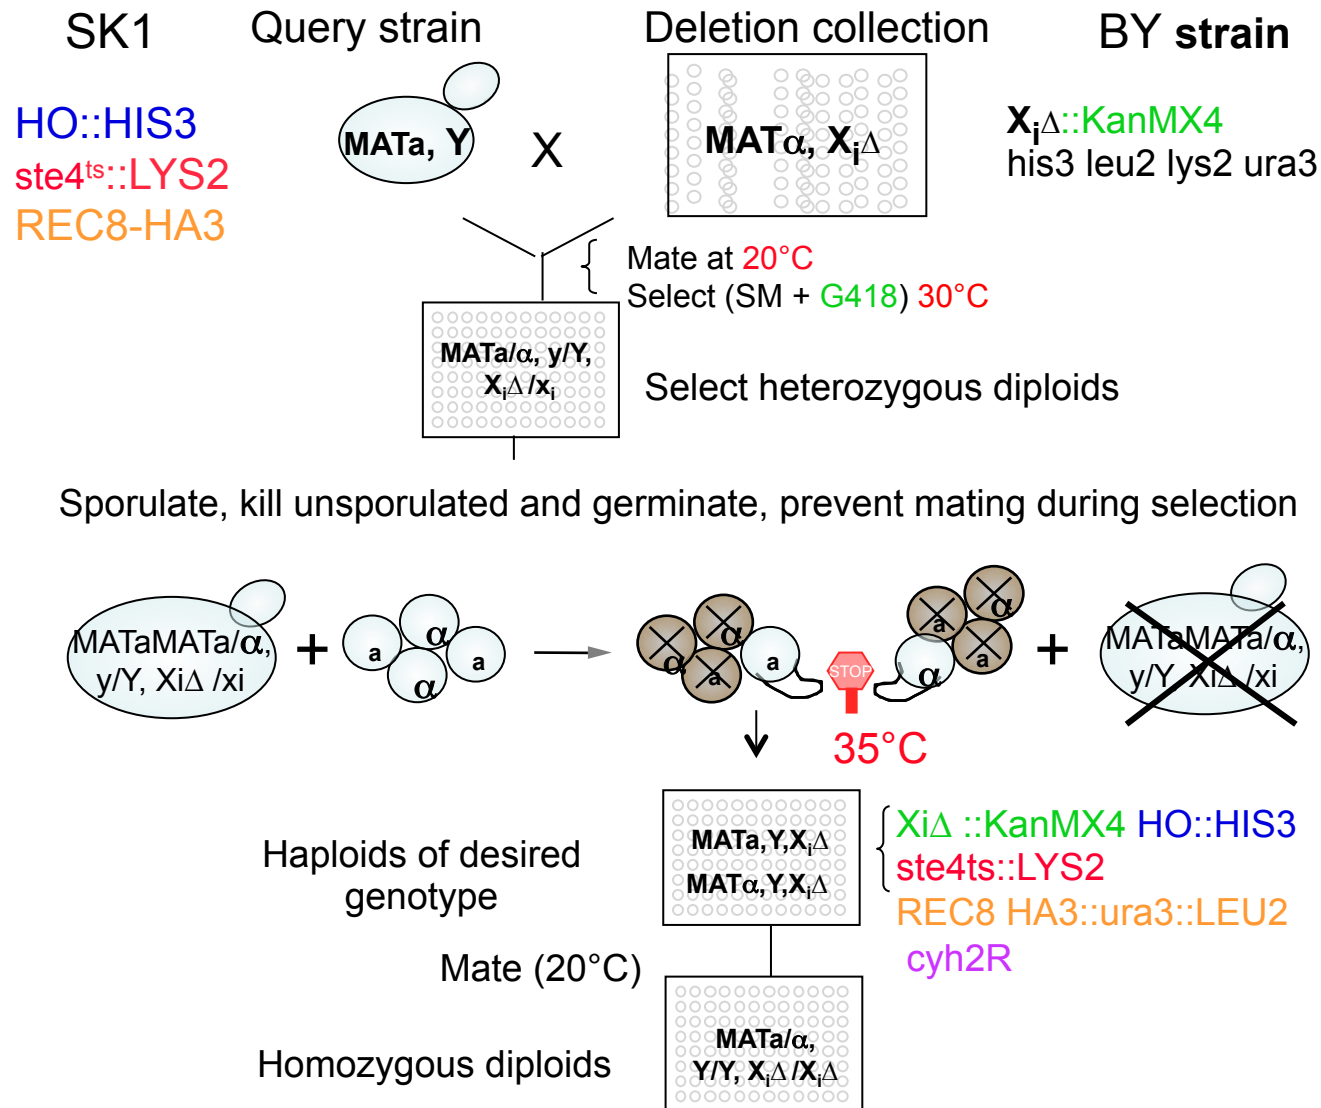 SK1
Query strain
Deletion collection
BY strain
HO::HIS3
ste4ts::LYS2
REC8-HA3
MATa, Y
X
MATα, XiΔ
XiΔ::KanMX4
his3 leu2 lys2 ura3
Mate at 20°C
Select (SM + G418) 30°C
MATa/α, y/Y,
XiΔ/xi
Select heterozygous diploids
Sporulate, kill unsporulated and germinate, prevent mating during selection
MATaMATa/α,
y/Y, XiΔ /xi
+
a
α
α
a
α
α
a
a
STOP
a
α
a
α
+
MATaMATa/α,
y/Y, XiΔ /xi
35°C
Haploids of desired
genotype
MATa,Y,XiΔ
MATα,Y,XiΔ
XiΔ ::KanMX4 HO::HIS3
ste4ts::LYS2
REC8 HA3::ura3::LEU2
cyh2R
Mate (20°C)
Homozygous diploids
MATa/α,
Y/Y, XiΔ/XiΔ